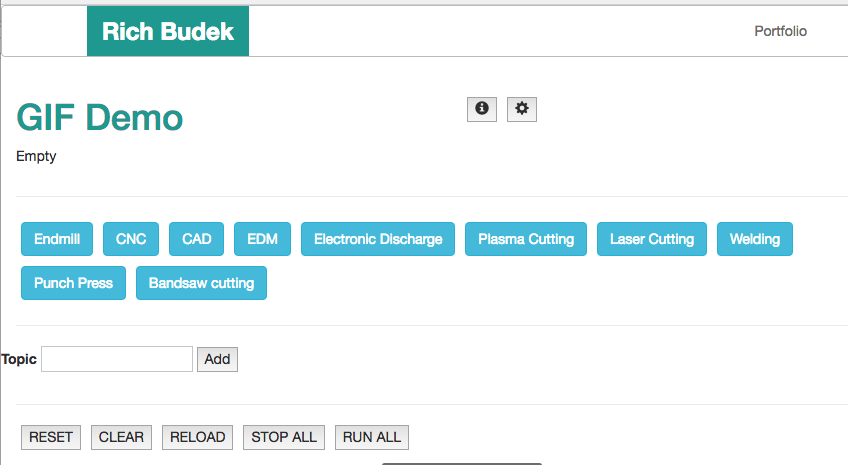 Rich Budek Portfolio
GIF Demo
Empty
Endmill CNC CAD EDM Electronic Discharge Plasma Cutting Laser Cutting Welding
Punch Press Bandsaw cutting
Topic Add
RESET CLEAR RELOAD STOP ALL RUN ALL